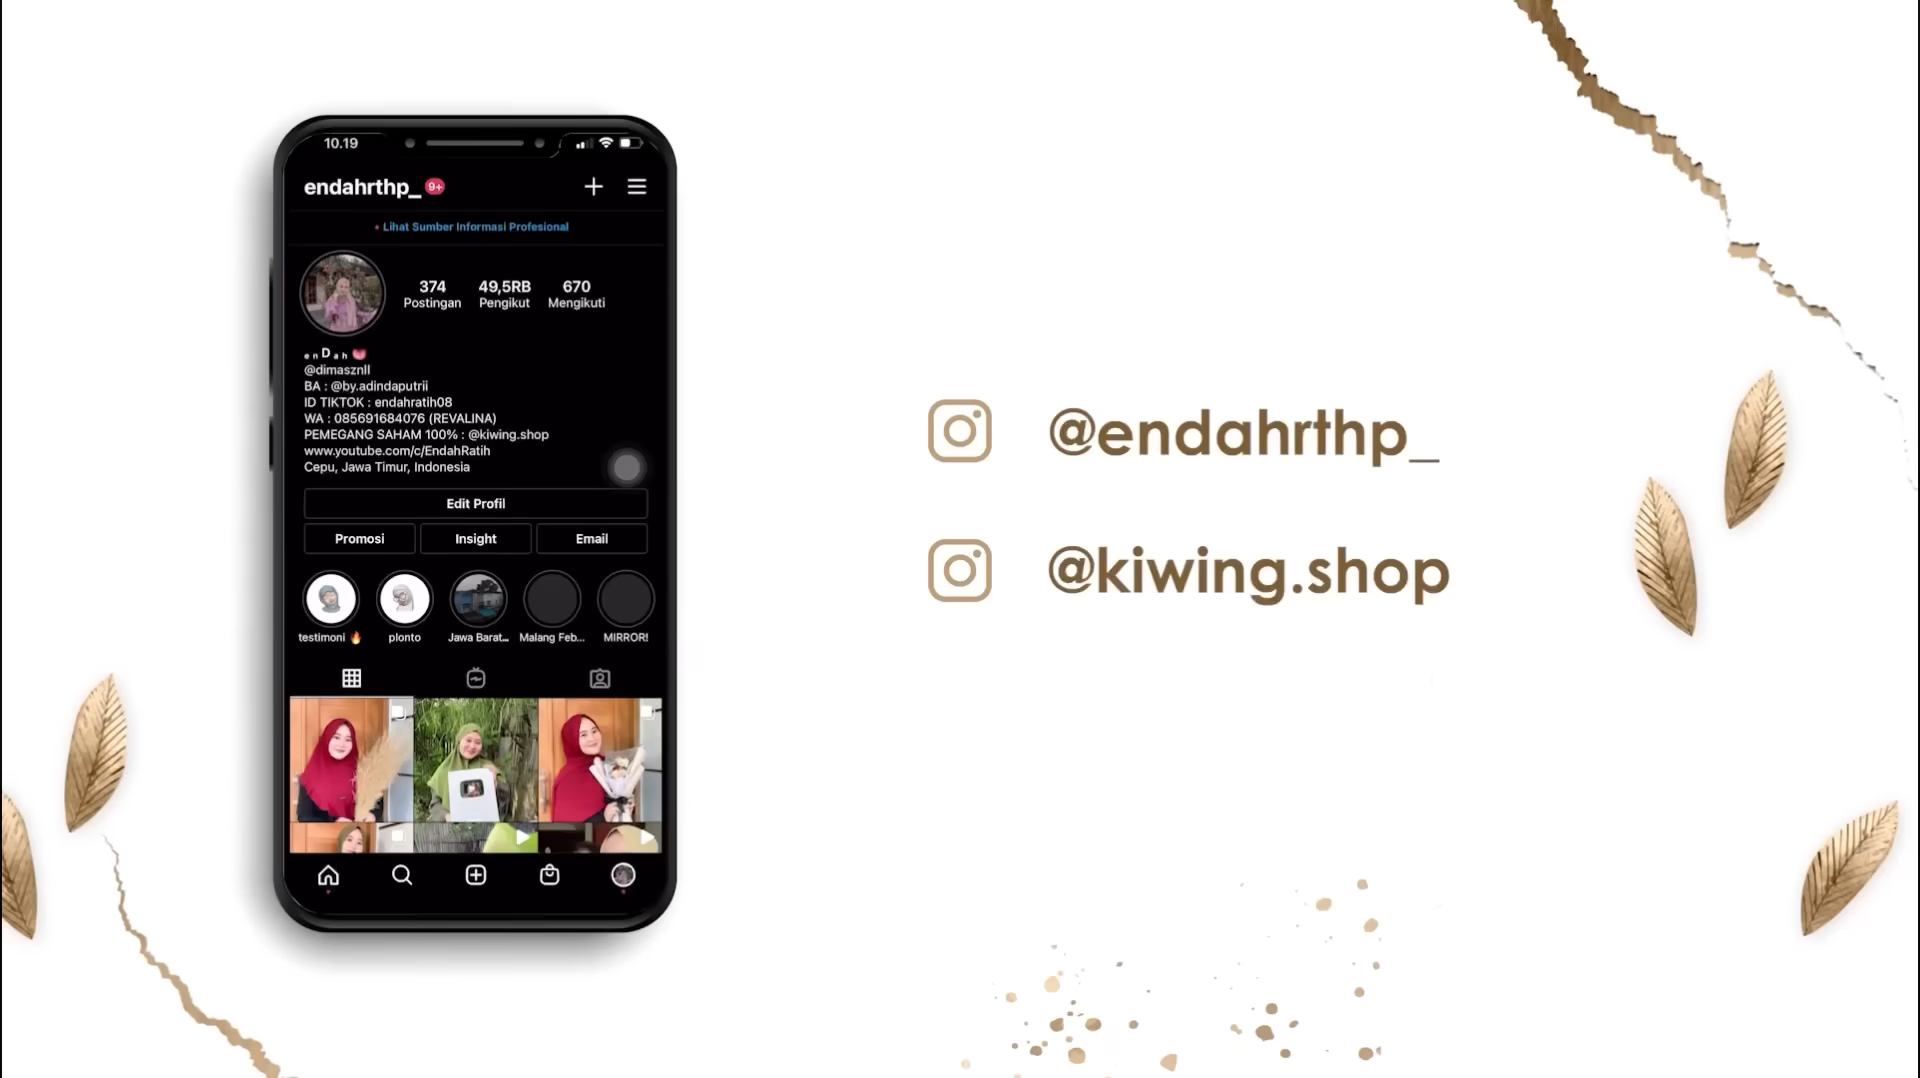 10.19
endahrthp_ 9+
Lihat Sumber Informasi Profesional
374 49,5RB 670
Postingan Pengikut Mengikuti
ₑₙDₐₕ
@dimasznll
BA : @by.adindaputrii
ID TIKTOK : endahratih08
WA : 085691684076 (REVALINA)
PEMEGANG SAHAM 100% : @kiwing.shop
www.youtube.com/c/EndahRatih
Cepu, Jawa Timur, Indonesia
Edit Profil
Promosi Insight Email
testimoni 🔥 plonto Jawa Barat... Malang Feb... MIRROR!
@endahrthp_
@kiwing.shop